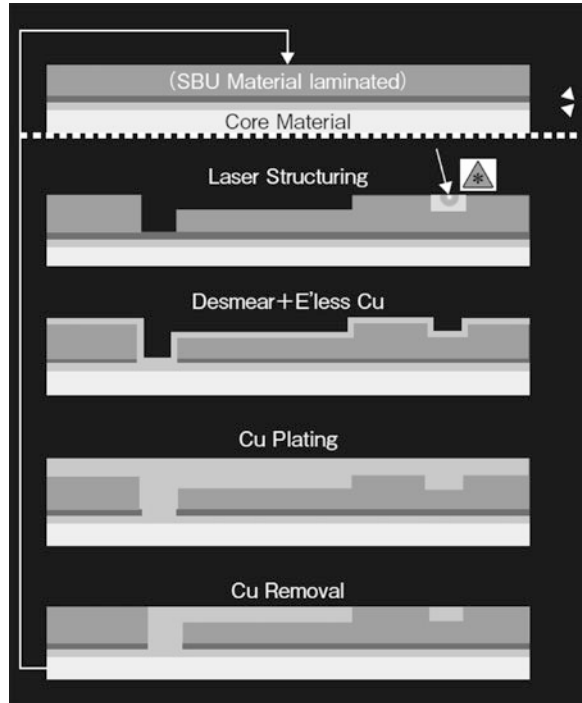 (SBU Material laminated)
Core Material
Laser Structuring
Desmear+E'less Cu
Cu Plating
Cu Removal